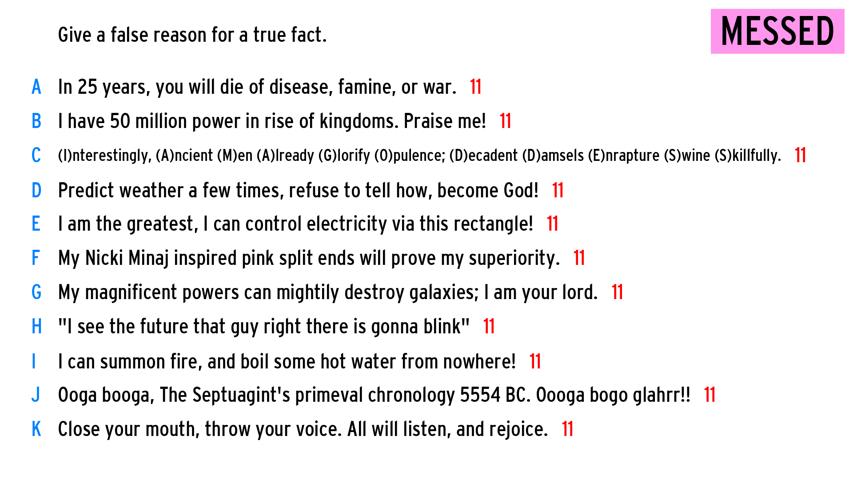 Give a false reason for a true fact.
MESSED
A In 25 years, you will die of disease, famine, or war. 11
B I have 50 million power in rise of kingdoms. Praise me! 11
C (I)nterestingly, (A)ncient (M)en (A)lready (G)lorify (O)pulence; (D)ecadent (D)amsels (E)nrapture (S)wine (S)killfully. 11
D Predict weather a few times, refuse to tell how, become God! 11
E I am the greatest, I can control electricity via this rectangle! 11
F My Nicki Minaj inspired pink split ends will prove my superiority. 11
G My magnificent powers can mightily destroy galaxies; I am your lord. 11
H "I see the future that guy right there is gonna blink" 11
I I can summon fire, and boil some hot water from nowhere! 11
J Ooga booga, The Septuagint's primeval chronology 5554 BC. Oooga bogo glahrr!! 11
K Close your mouth, throw your voice. All will listen, and rejoice. 11